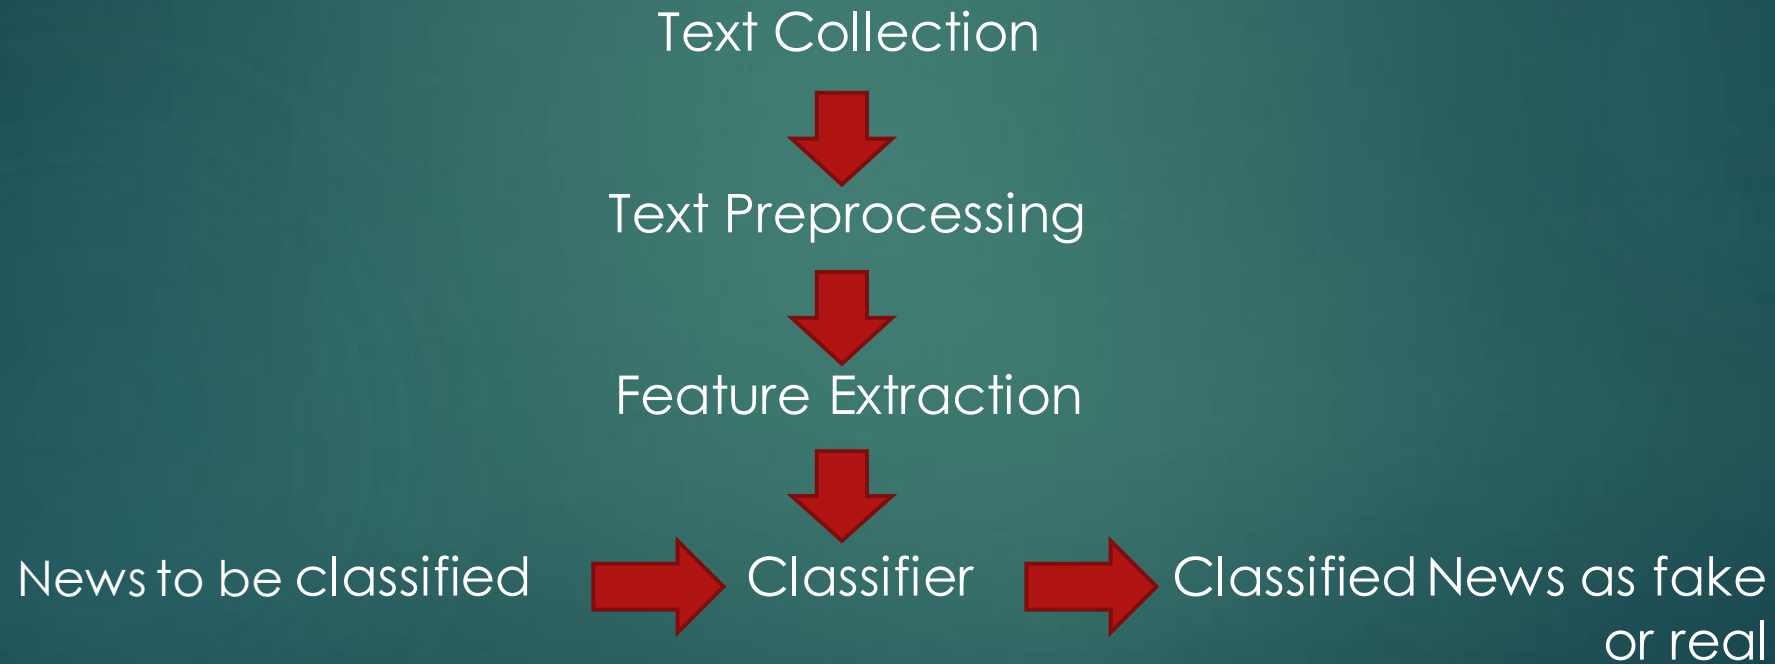 Text Collection
Text Preprocessing
Feature Extraction
News to be classified
Classifier
Classified News as fake
or real